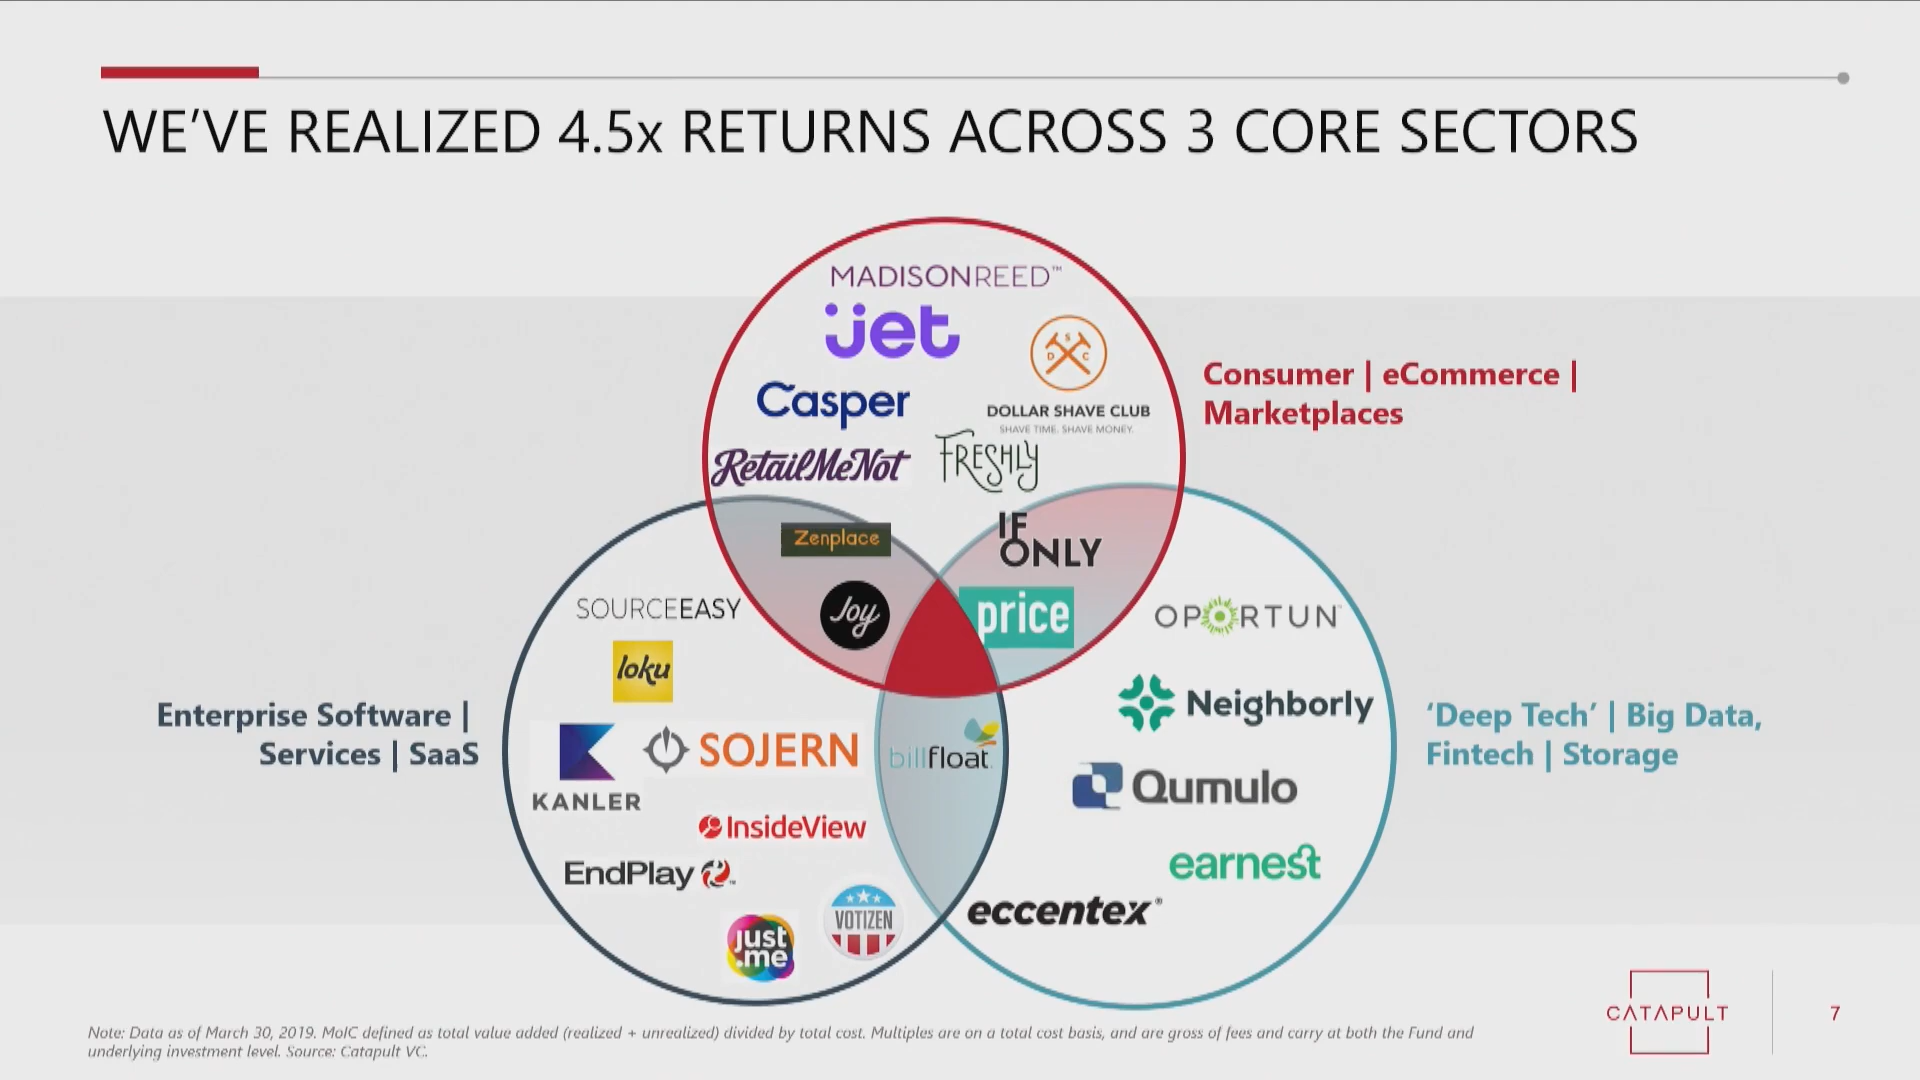 WE'VE REALIZED 4.5x RETURNS ACROSS 3 CORE SECTORS
MADISONREED™
jet
D S C
DOLLAR SHAVE CLUB
SHAVE TIME. SHAVE MONEY.
Casper
RetailMeNot
FRESHLY
Consumer | eCommerce |
Marketplaces
Zenplace
IF
ONLY
Joy
price
SOURCEEASY
loku
KANLER
SOJERN
InsideView
EndPlay™
just
.me
VOTIZEN
Enterprise Software |
Services | SaaS
billfloat
OPORTUN™
Neighborly
Qumulo
earnest
eccentex®
‘Deep Tech’ | Big Data,
Fintech | Storage
Note: Data as of March 30, 2019. MoIC defined as total value added (realized + unrealized) divided by total cost. Multiples are on a total cost basis, and are gross of fees and carry at both the Fund and
underlying investment level. Source: Catapult VC.
CATAPULT
7